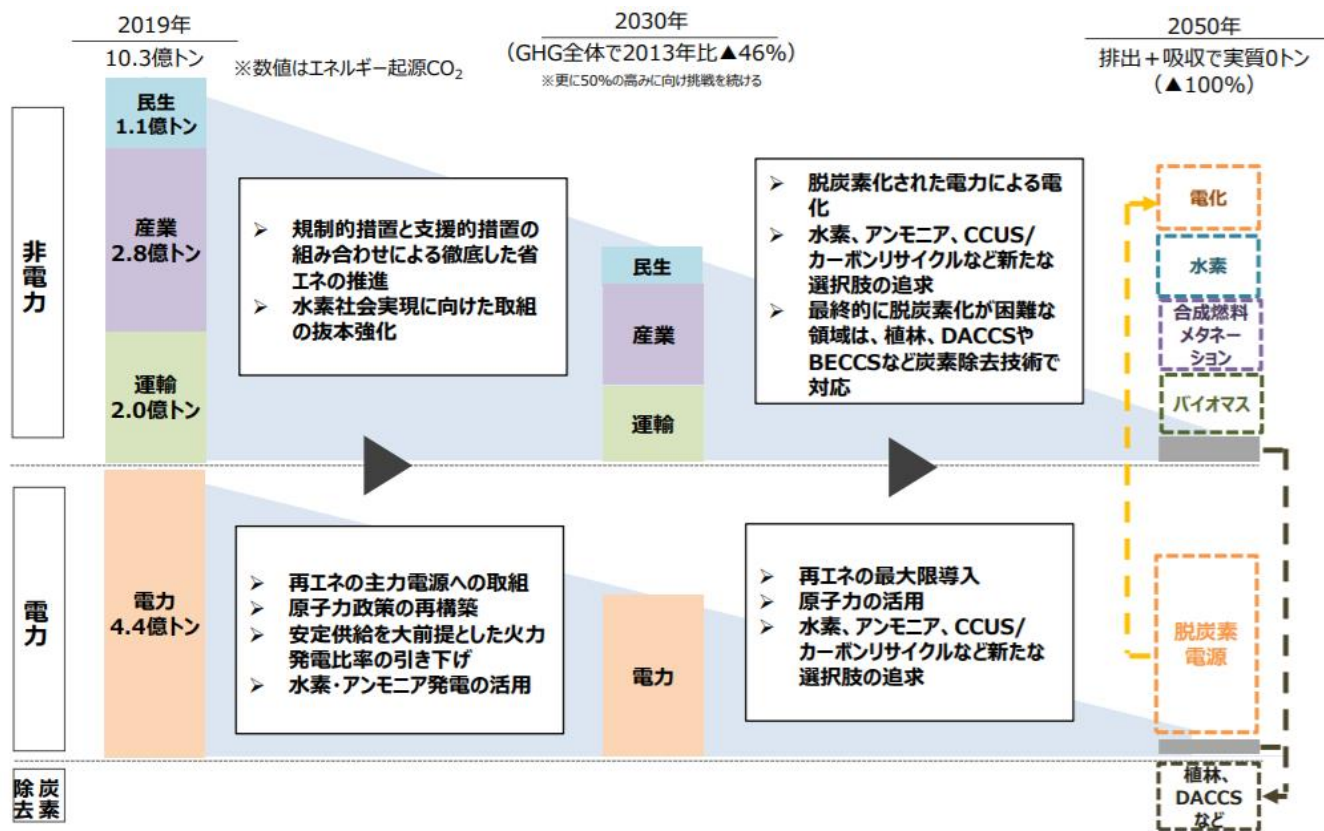 2019年
10.3億トン
※数値はエネルギー起源CO₂
2030年
(GHG全体で2013年比▲46%)
※更に50%の高みに向け挑戦を続ける
2050年
排出+吸収で実質0トン
(▲100%)
非電力
民生
1.1億トン
産業
2.8億トン
運輸
2.0億トン
➢ 規制的措置と支援的措置の
組み合わせによる徹底した省
エネの推進
➢ 水素社会実現に向けた取組
の抜本強化
民生
産業
運輸
➢ 脱炭素化された電力による電
化
➢ 水素、アンモニア、CCUS/
カーボンリサイクルなど新たな
選択肢の追求
➢ 最終的に脱炭素化が困難な
領域は、植林、DACCSや
BECCSなど炭素除去技術で
対応
電化
水素
合成燃料
メタネー
ション
バイオマス
電力
電力
4.4億トン
➢ 再エネの主力電源への取組
➢ 原子力政策の再構築
➢ 安定供給を大前提とした火力
発電比率の引き下げ
➢ 水素・アンモニア発電の活用
電力
➢ 再エネの最大限導入
➢ 原子力の活用
➢ 水素、アンモニア、CCUS/
カーボンリサイクルなど新たな
選択肢の追求
脱炭素
電源
炭素
除去
植林、
DACCS
など